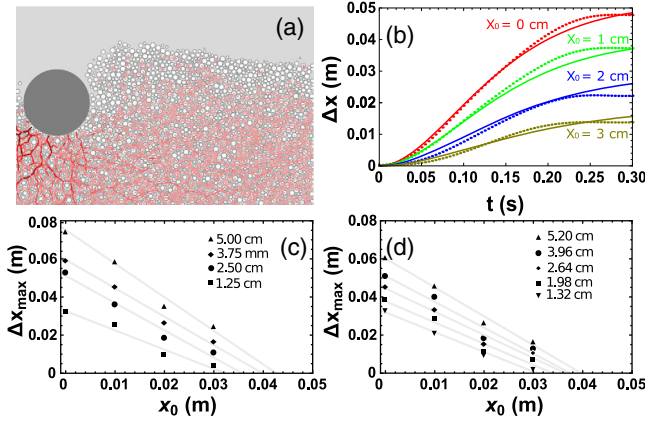 (a)
(b)
Δx (m)
0.05
0.04
0.03
0.02
0.01
0
0.00 0.05 0.10 0.15 0.20 0.25 0.30
t (s)
X₀ = 0 cm
X₀ = 1 cm
X₀ = 2 cm
X₀ = 3 cm
(c)
Δxmax (m)
0.08
0.06
0.04
0.02
0
0.0 0.01 0.02 0.03 0.04 0.05
x₀ (m)
▲ 5.00 cm
◆ 3.75 mm
● 2.50 cm
■ 1.25 cm
(d)
Δxmax (m)
0.08
0.06
0.04
0.02
0
0.0 0.01 0.02 0.03 0.04 0.05
x₀ (m)
▲ 5.20 cm
● 3.96 cm
◆ 2.64 cm
■ 1.98 cm
▼ 1.32 cm